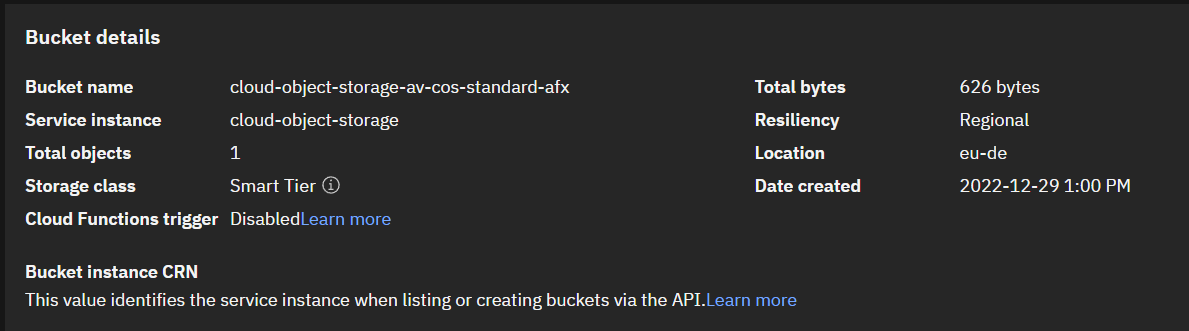 Bucket details
Bucket name cloud-object-storage-av-cos-standard-afx Total bytes 626 bytes
Service instance cloud-object-storage Resiliency Regional
Total objects 1 Location eu-de
Storage class Smart Tier Date created 2022-12-29 1:00 PM
Cloud Functions trigger DisabledLearn more
Bucket instance CRN
This value identifies the service instance when listing or creating buckets via the API.Learn more